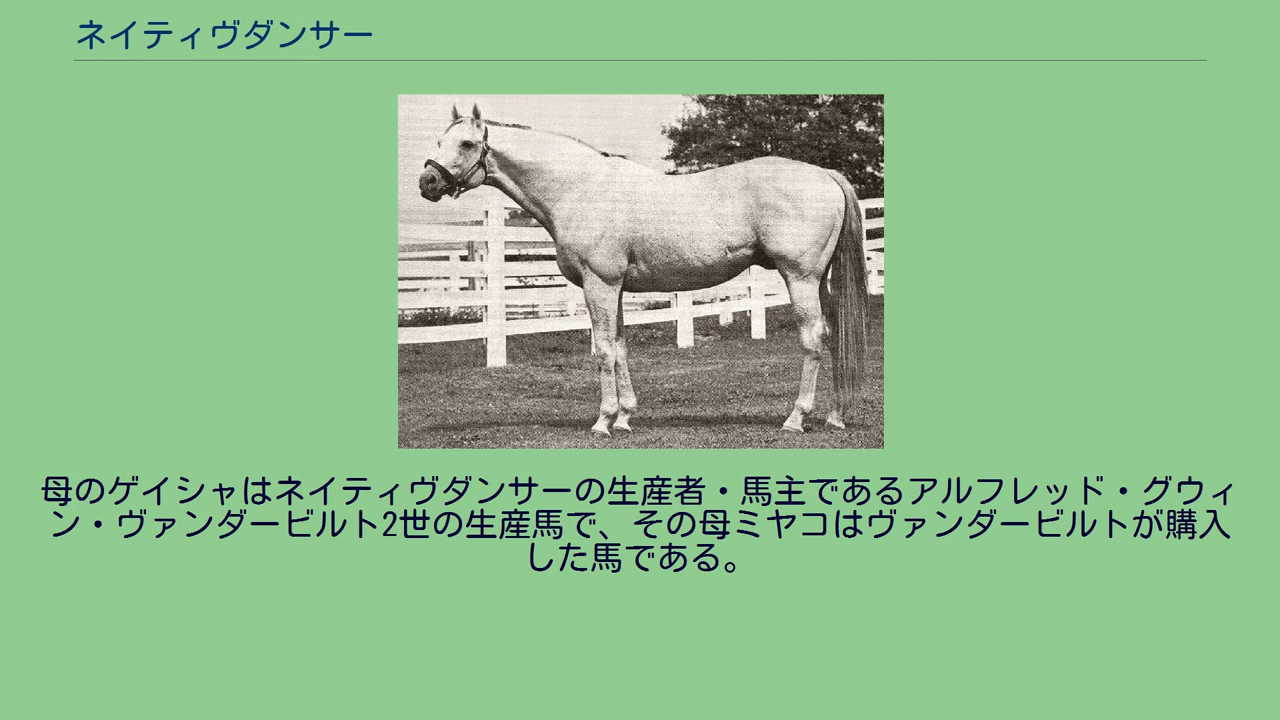 ネイティヴダンサー
母のゲイシャはネイティヴダンサーの生産者・馬主であるアルフレッド・グウィ
ン・ヴァンダービルト2世の生産馬で、その母ミヤコはヴァンダービルトが購入
した馬である。